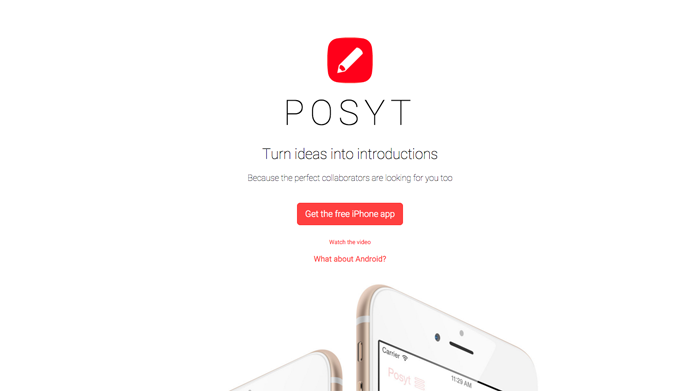 POSYT
Turn ideas into introductions
Because the perfect collaborators are looking for you too
Get the free iPhone app
Watch the video
What about Android?
Carrier
11:29 AM
Posyt